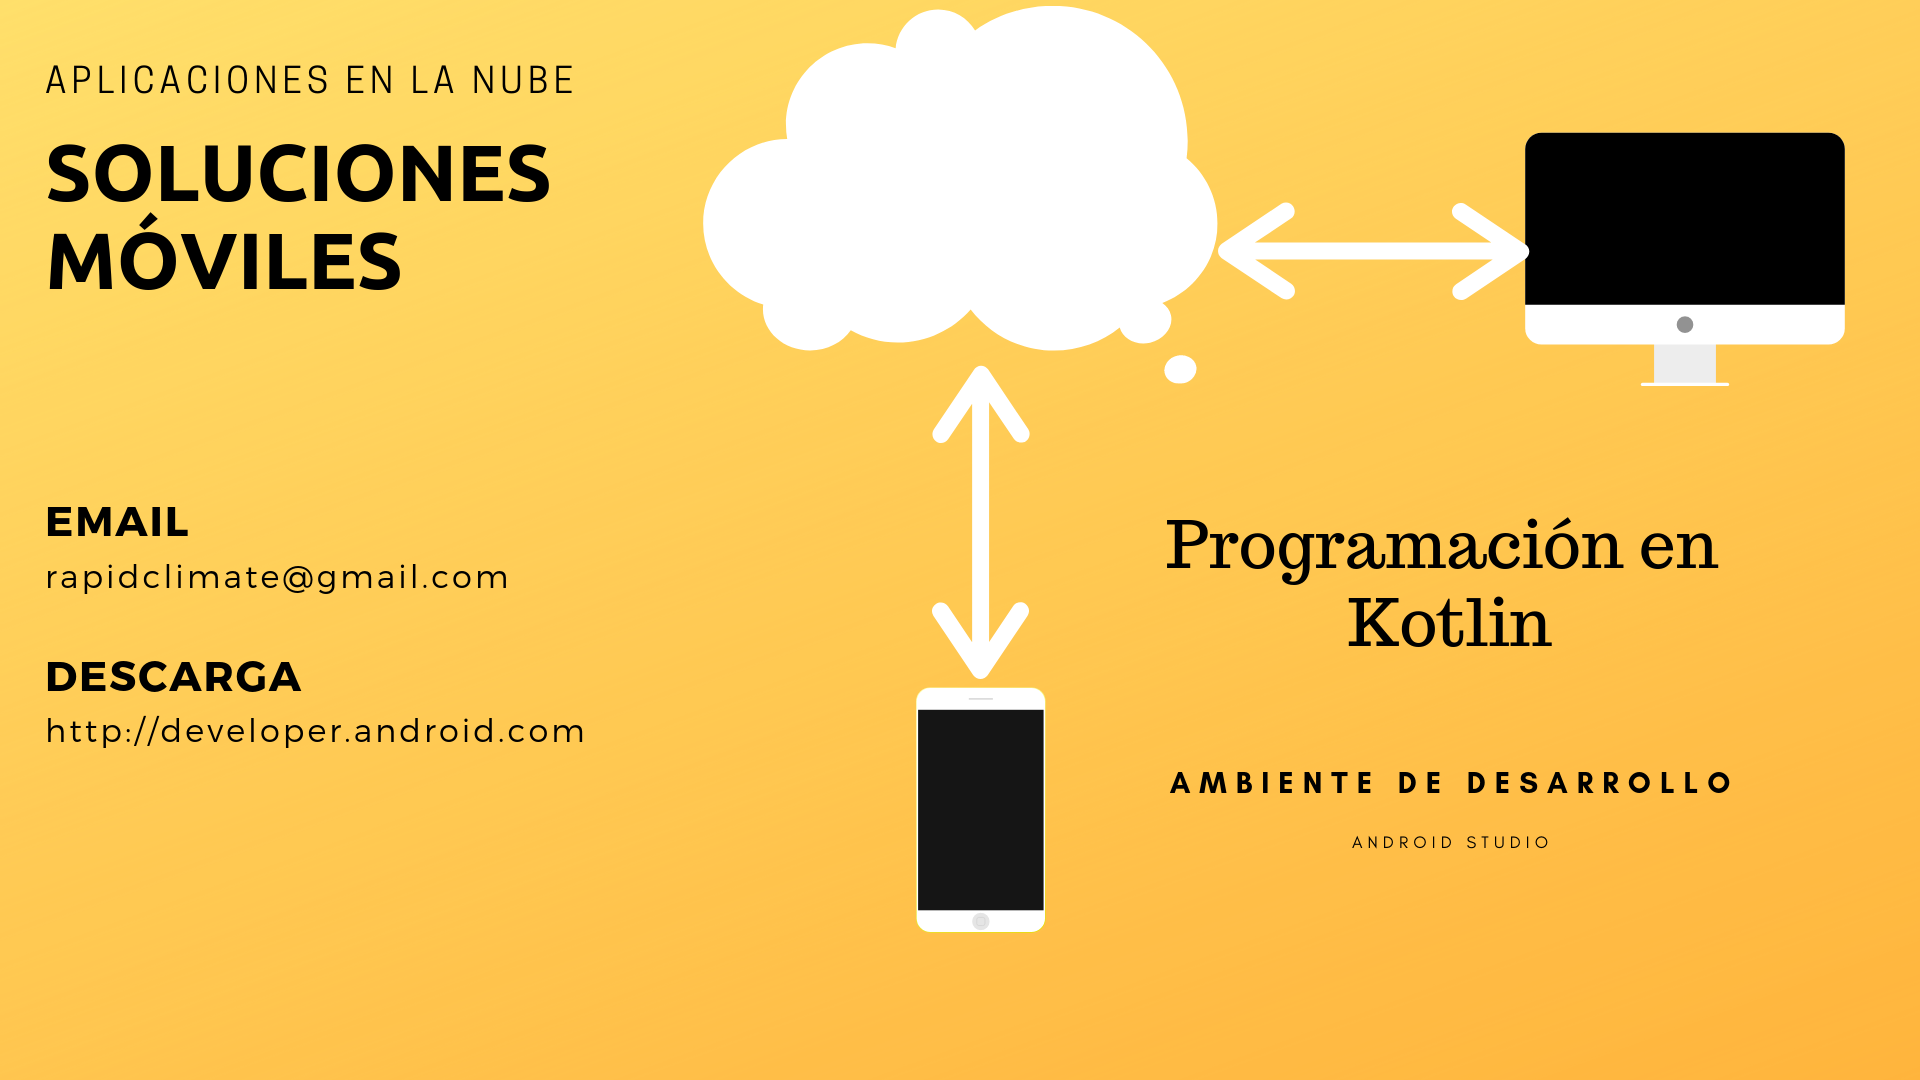 APLICACIONES EN LA NUBE
SOLUCIONES
MÓVILES
EMAIL
rapidclimate@gmail.com
DESCARGA
http://developer.android.com
Programación en
Kotlin
AMBIENTE DE DESARROLLO
ANDROID STUDIO